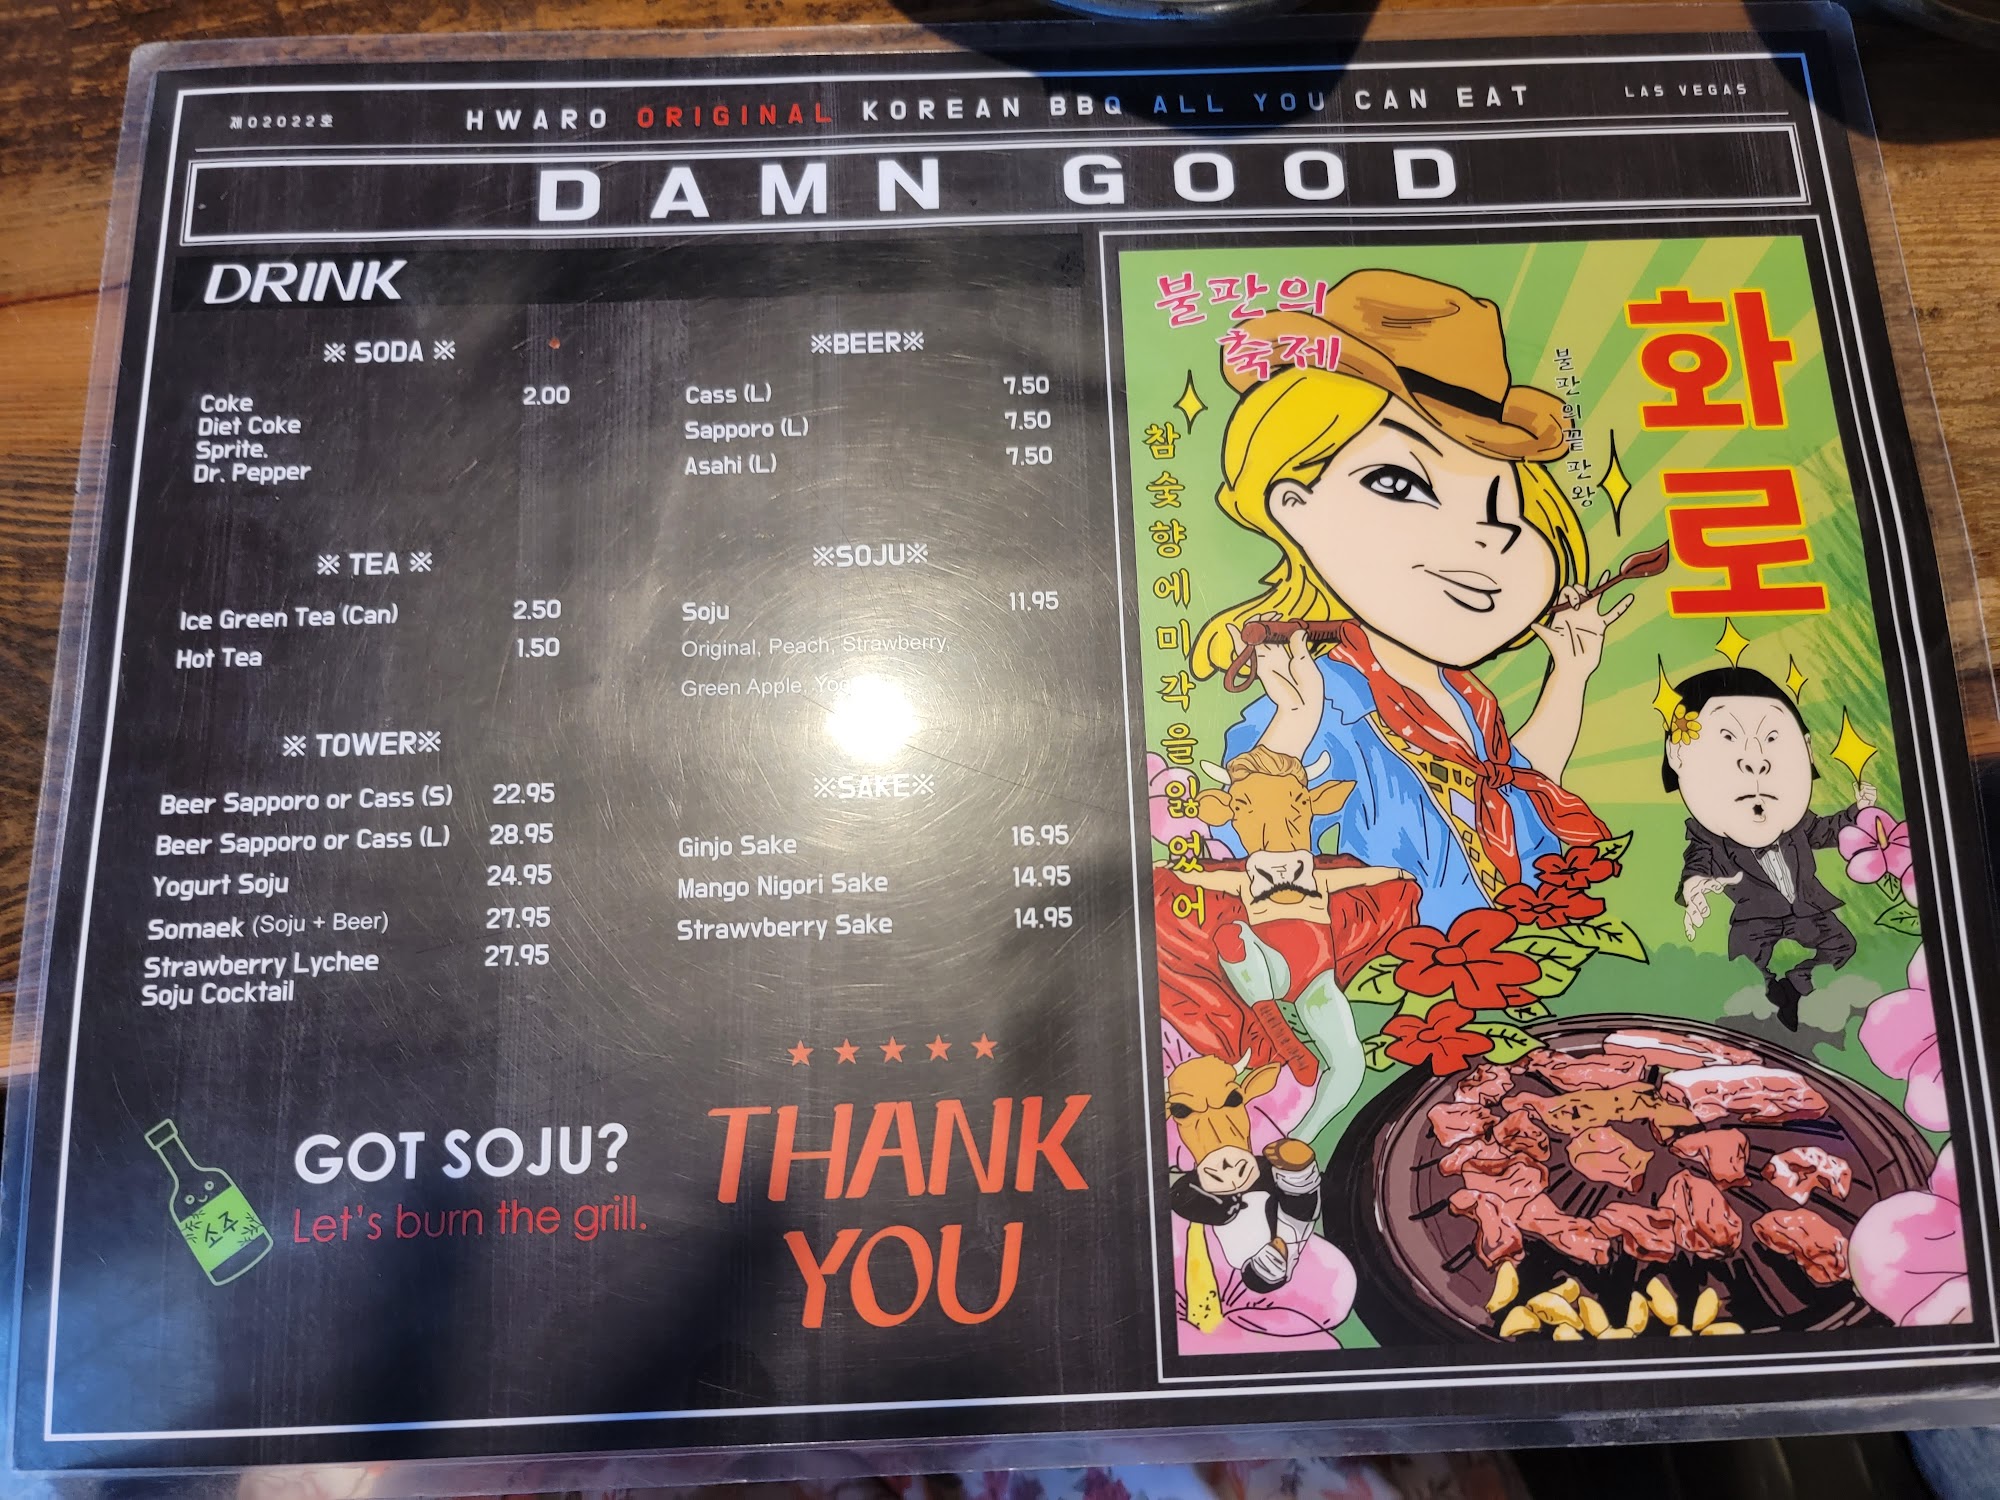 제02022호
HWARO ORIGINAL KOREAN BBQ ALL YOU CAN EAT
LAS VEGAS
DAMN GOOD
DRINK
※ SODA ※
Coke 2.00
Diet Coke
Sprite.
Dr. Pepper
※ TEA ※
Ice Green Tea (Can) 2.50
Hot Tea 1.50
※ TOWER※
Beer Sapporo or Cass (S) 22.95
Beer Sapporo or Cass (L) 28.95
Yogurt Soju 24.95
Somaek (Soju + Beer) 27.95
Strawberry Lychee 27.95
Soju Cocktail
※BEER※
Cass (L) 7.50
Sapporo (L) 7.50
Asahi (L) 7.50
※SOJU※
Soju 11.95
Original, Peach, Strawberry,
Green Apple,
※SAKE※
Ginjo Sake 16.95
Mango Nigori Sake 14.95
Strawvberry Sake 14.95
소주
GOT SOJU?
Let's burn the grill.
★★★★★
THANK
YOU
불판의
축제
참숯향에미각을잃었어
불판의끝판왕
화로